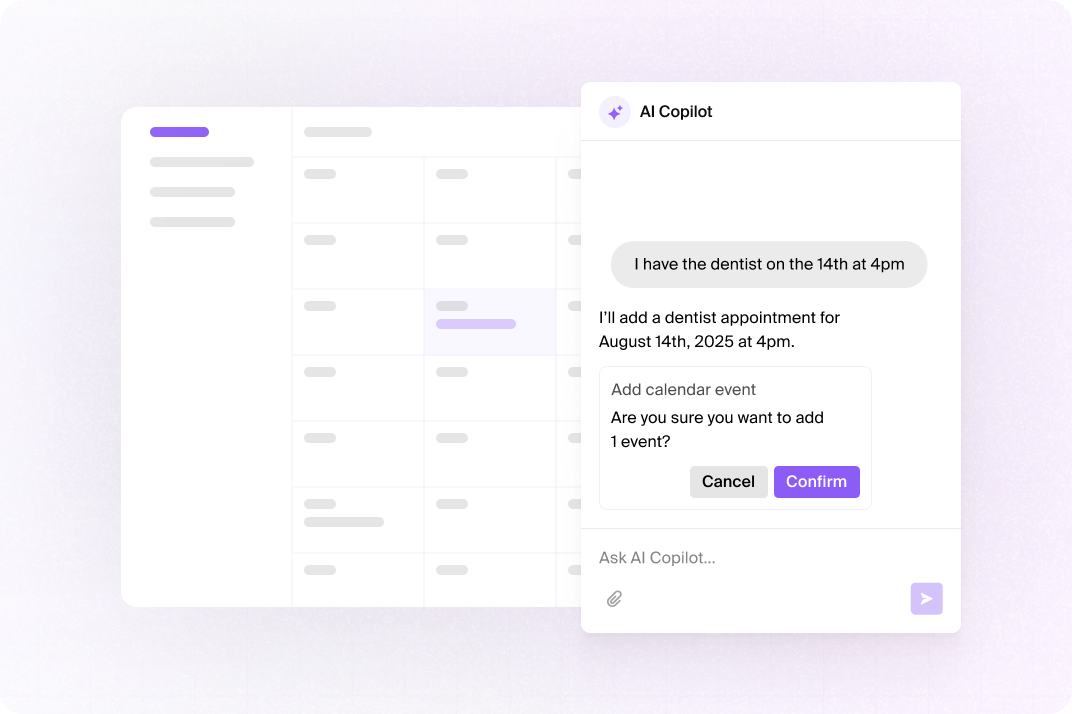 AI Copilot
I have the dentist on the 14th at 4pm
I’ll add a dentist appointment for
August 14th, 2025 at 4pm.
Add calendar event
Are you sure you want to add
1 event?
Cancel
Confirm
Ask AI Copilot...